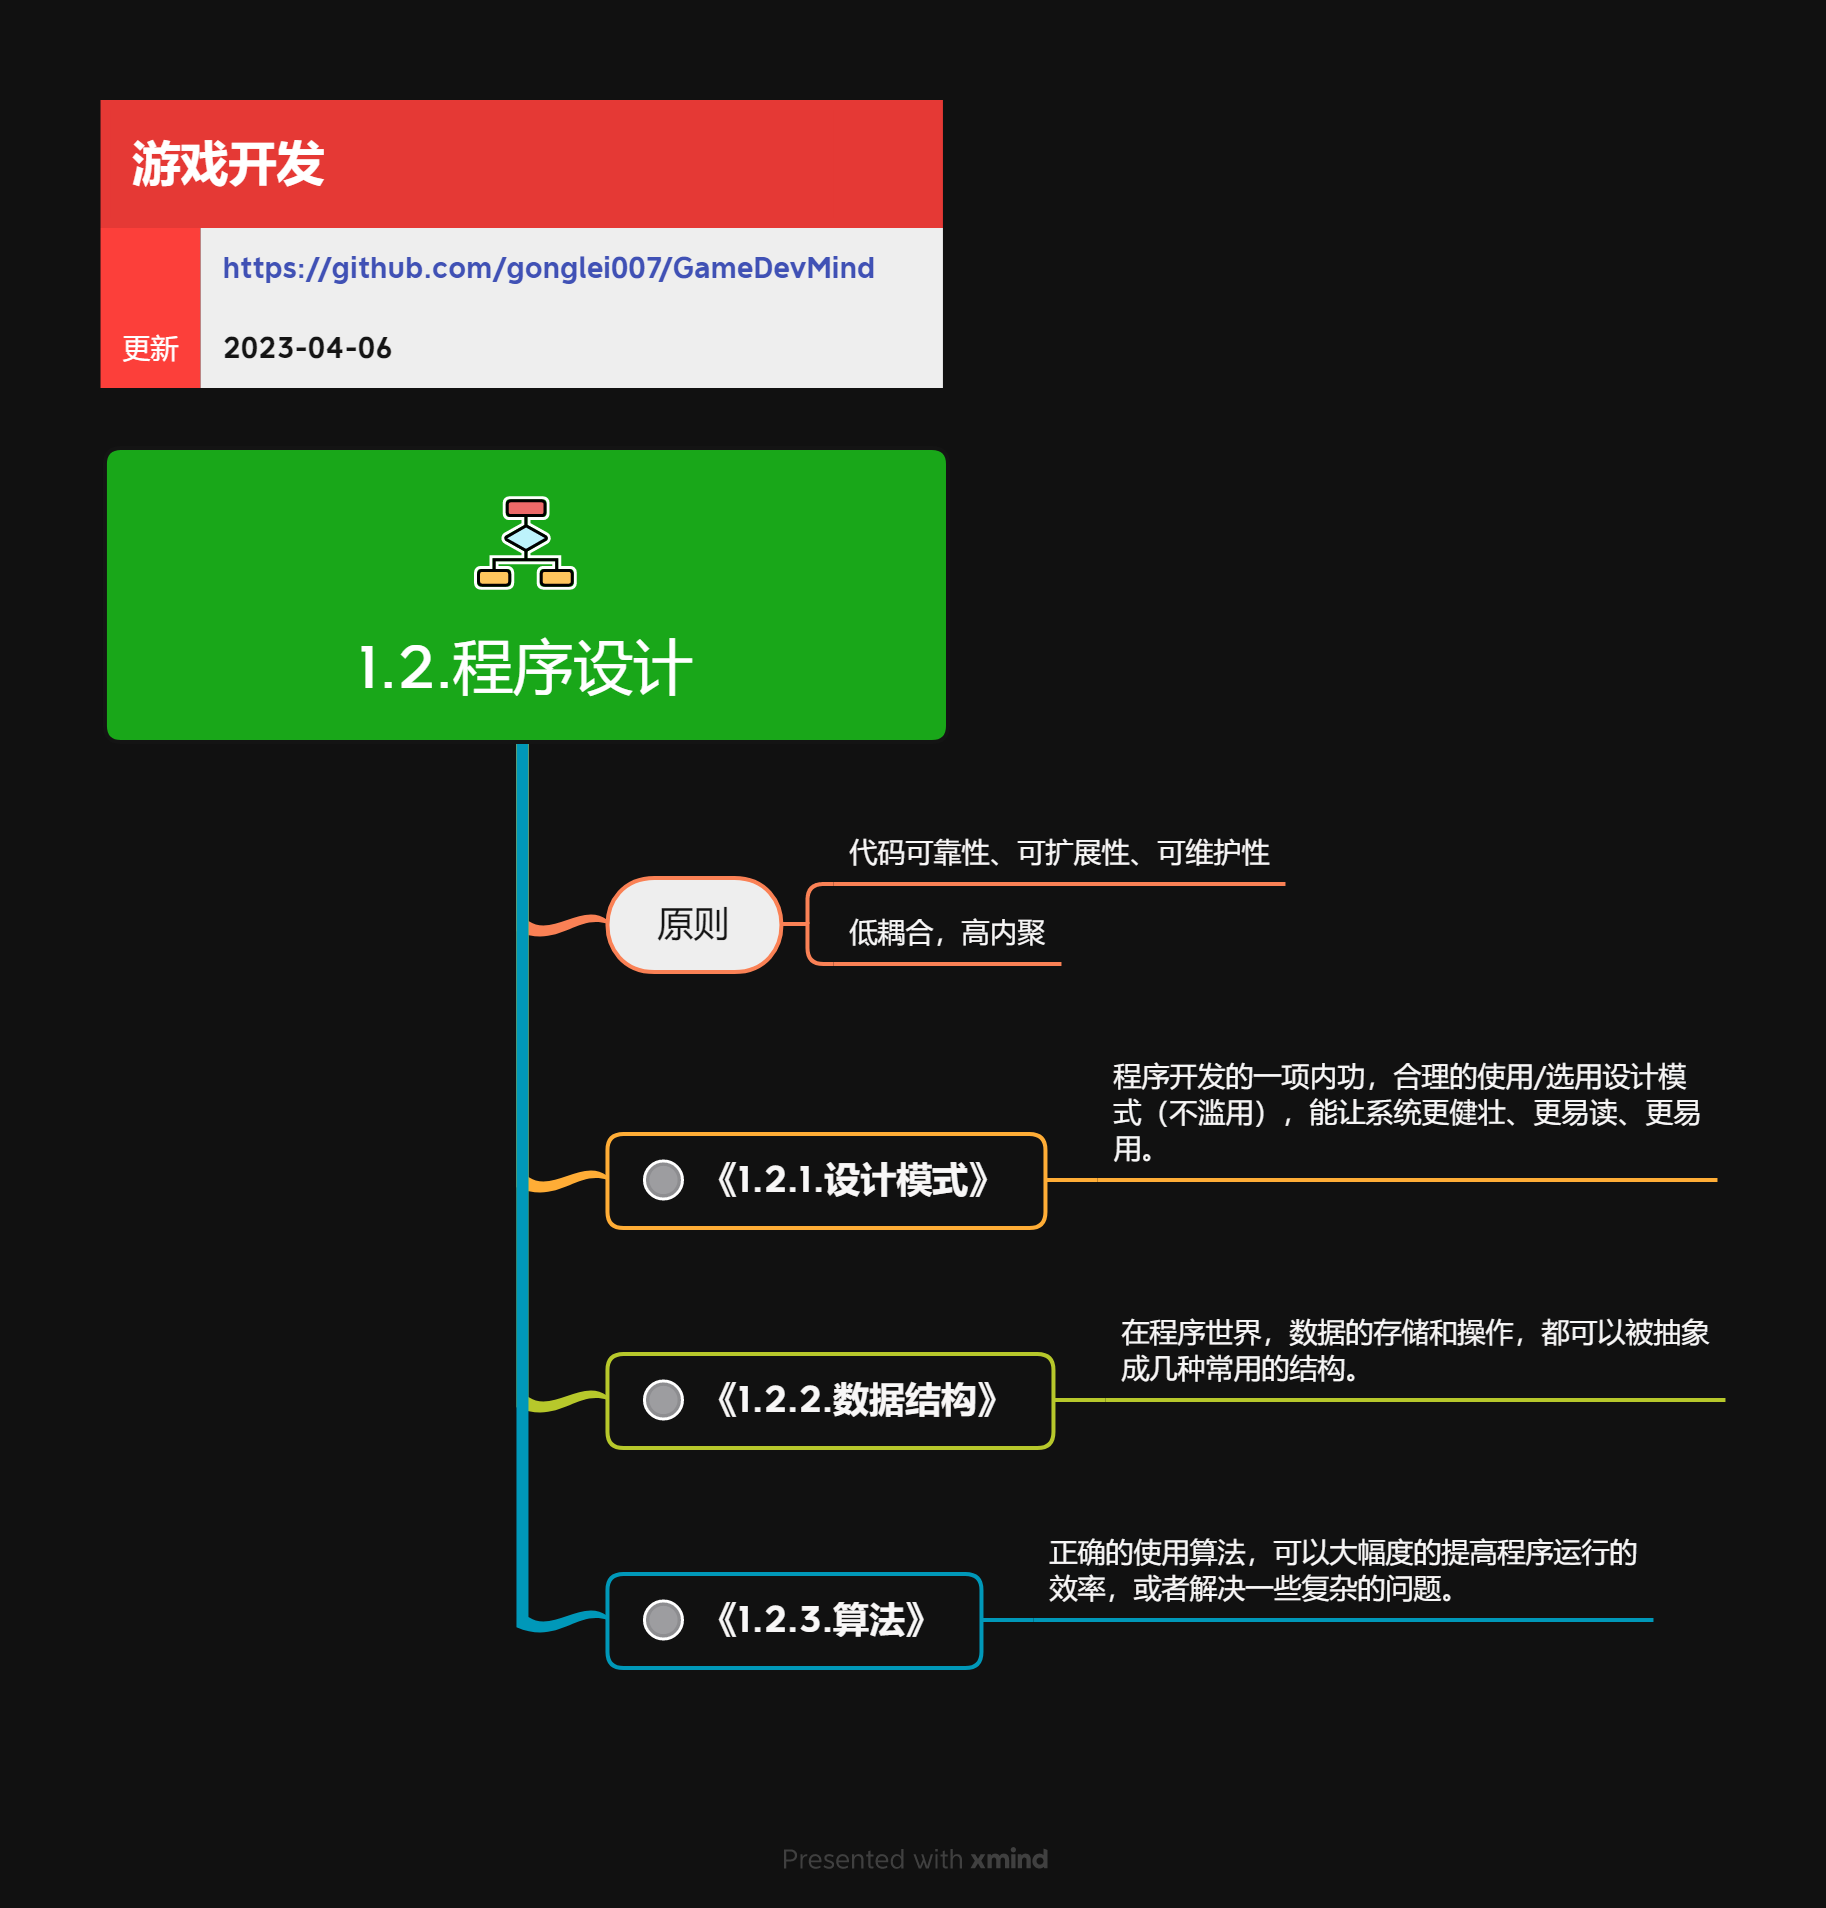 游戏开发
https://github.com/gonglei007/GameDevMind
更新 2023-04-06
1.2.程序设计
原则
代码可靠性、可扩展性、可维护性
低耦合，高内聚
《1.2.1.设计模式》
程序开发的一项内功，合理的使用/选用设计模
式（不滥用），能让系统更健壮、更易读、更易
用。
《1.2.2.数据结构》
在程序世界，数据的存储和操作，都可以被抽象
成几种常用的结构。
《1.2.3.算法》
正确的使用算法，可以大幅度的提高程序运行的
效率，或者解决一些复杂的问题。
Presented with xmind